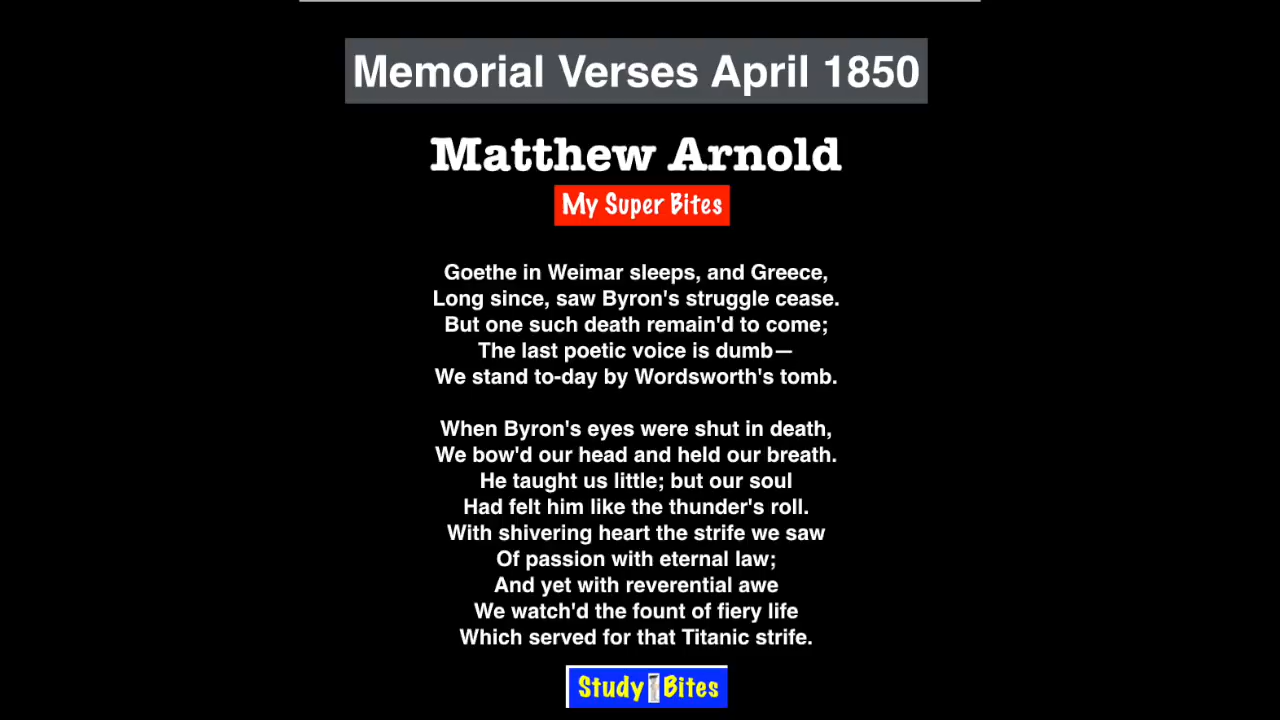 Memorial Verses April 1850
Matthew Arnold
My Super Bites
Goethe in Weimar sleeps, and Greece,
Long since, saw Byron's struggle cease.
But one such death remain'd to come;
The last poetic voice is dumb—
We stand to-day by Wordsworth's tomb.
When Byron's eyes were shut in death,
We bow'd our head and held our breath.
He taught us little; but our soul
Had felt him like the thunder's roll.
With shivering heart the strife we saw
Of passion with eternal law;
And yet with reverential awe
We watch'd the fount of fiery life
Which served for that Titanic strife.
Study Bites